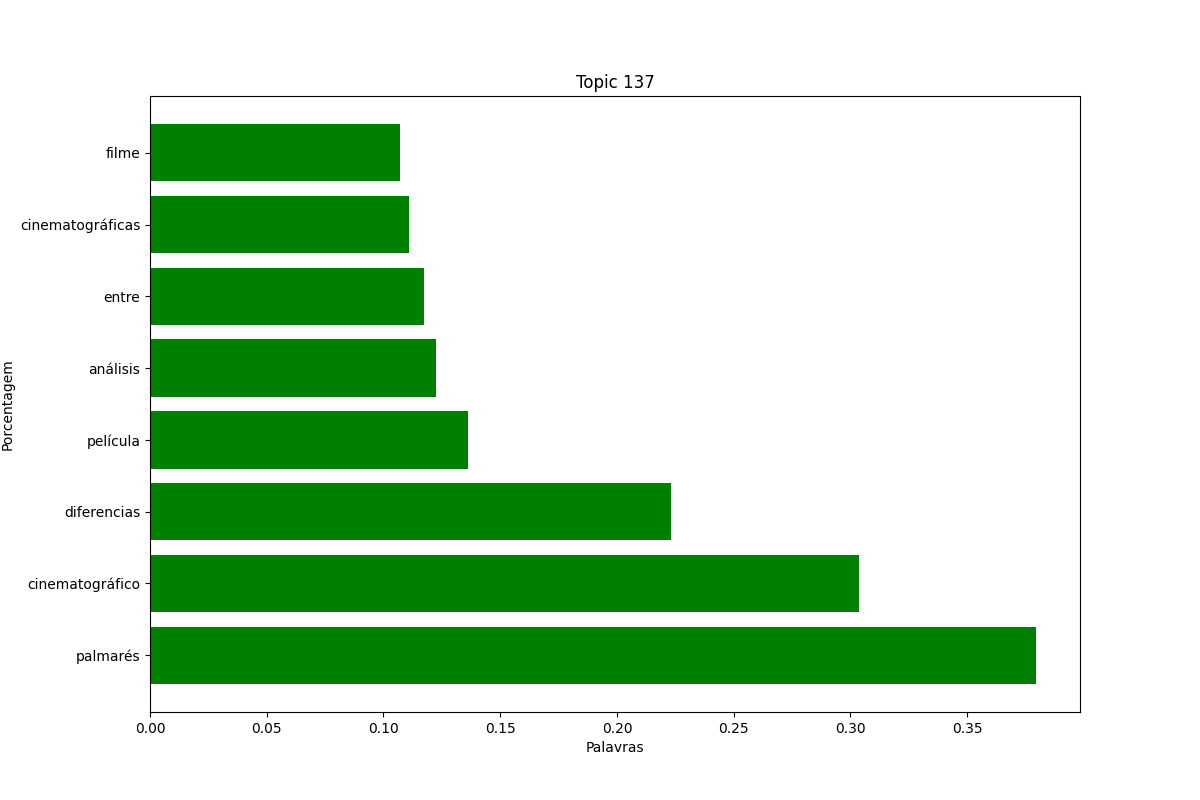 Topic 137
filme
cinematográficas
entre
análisis
película
diferencias
cinematográfico
palmarés
Porcentagem
0.00 0.05 0.10 0.15 0.20 0.25 0.30 0.35
Palavras